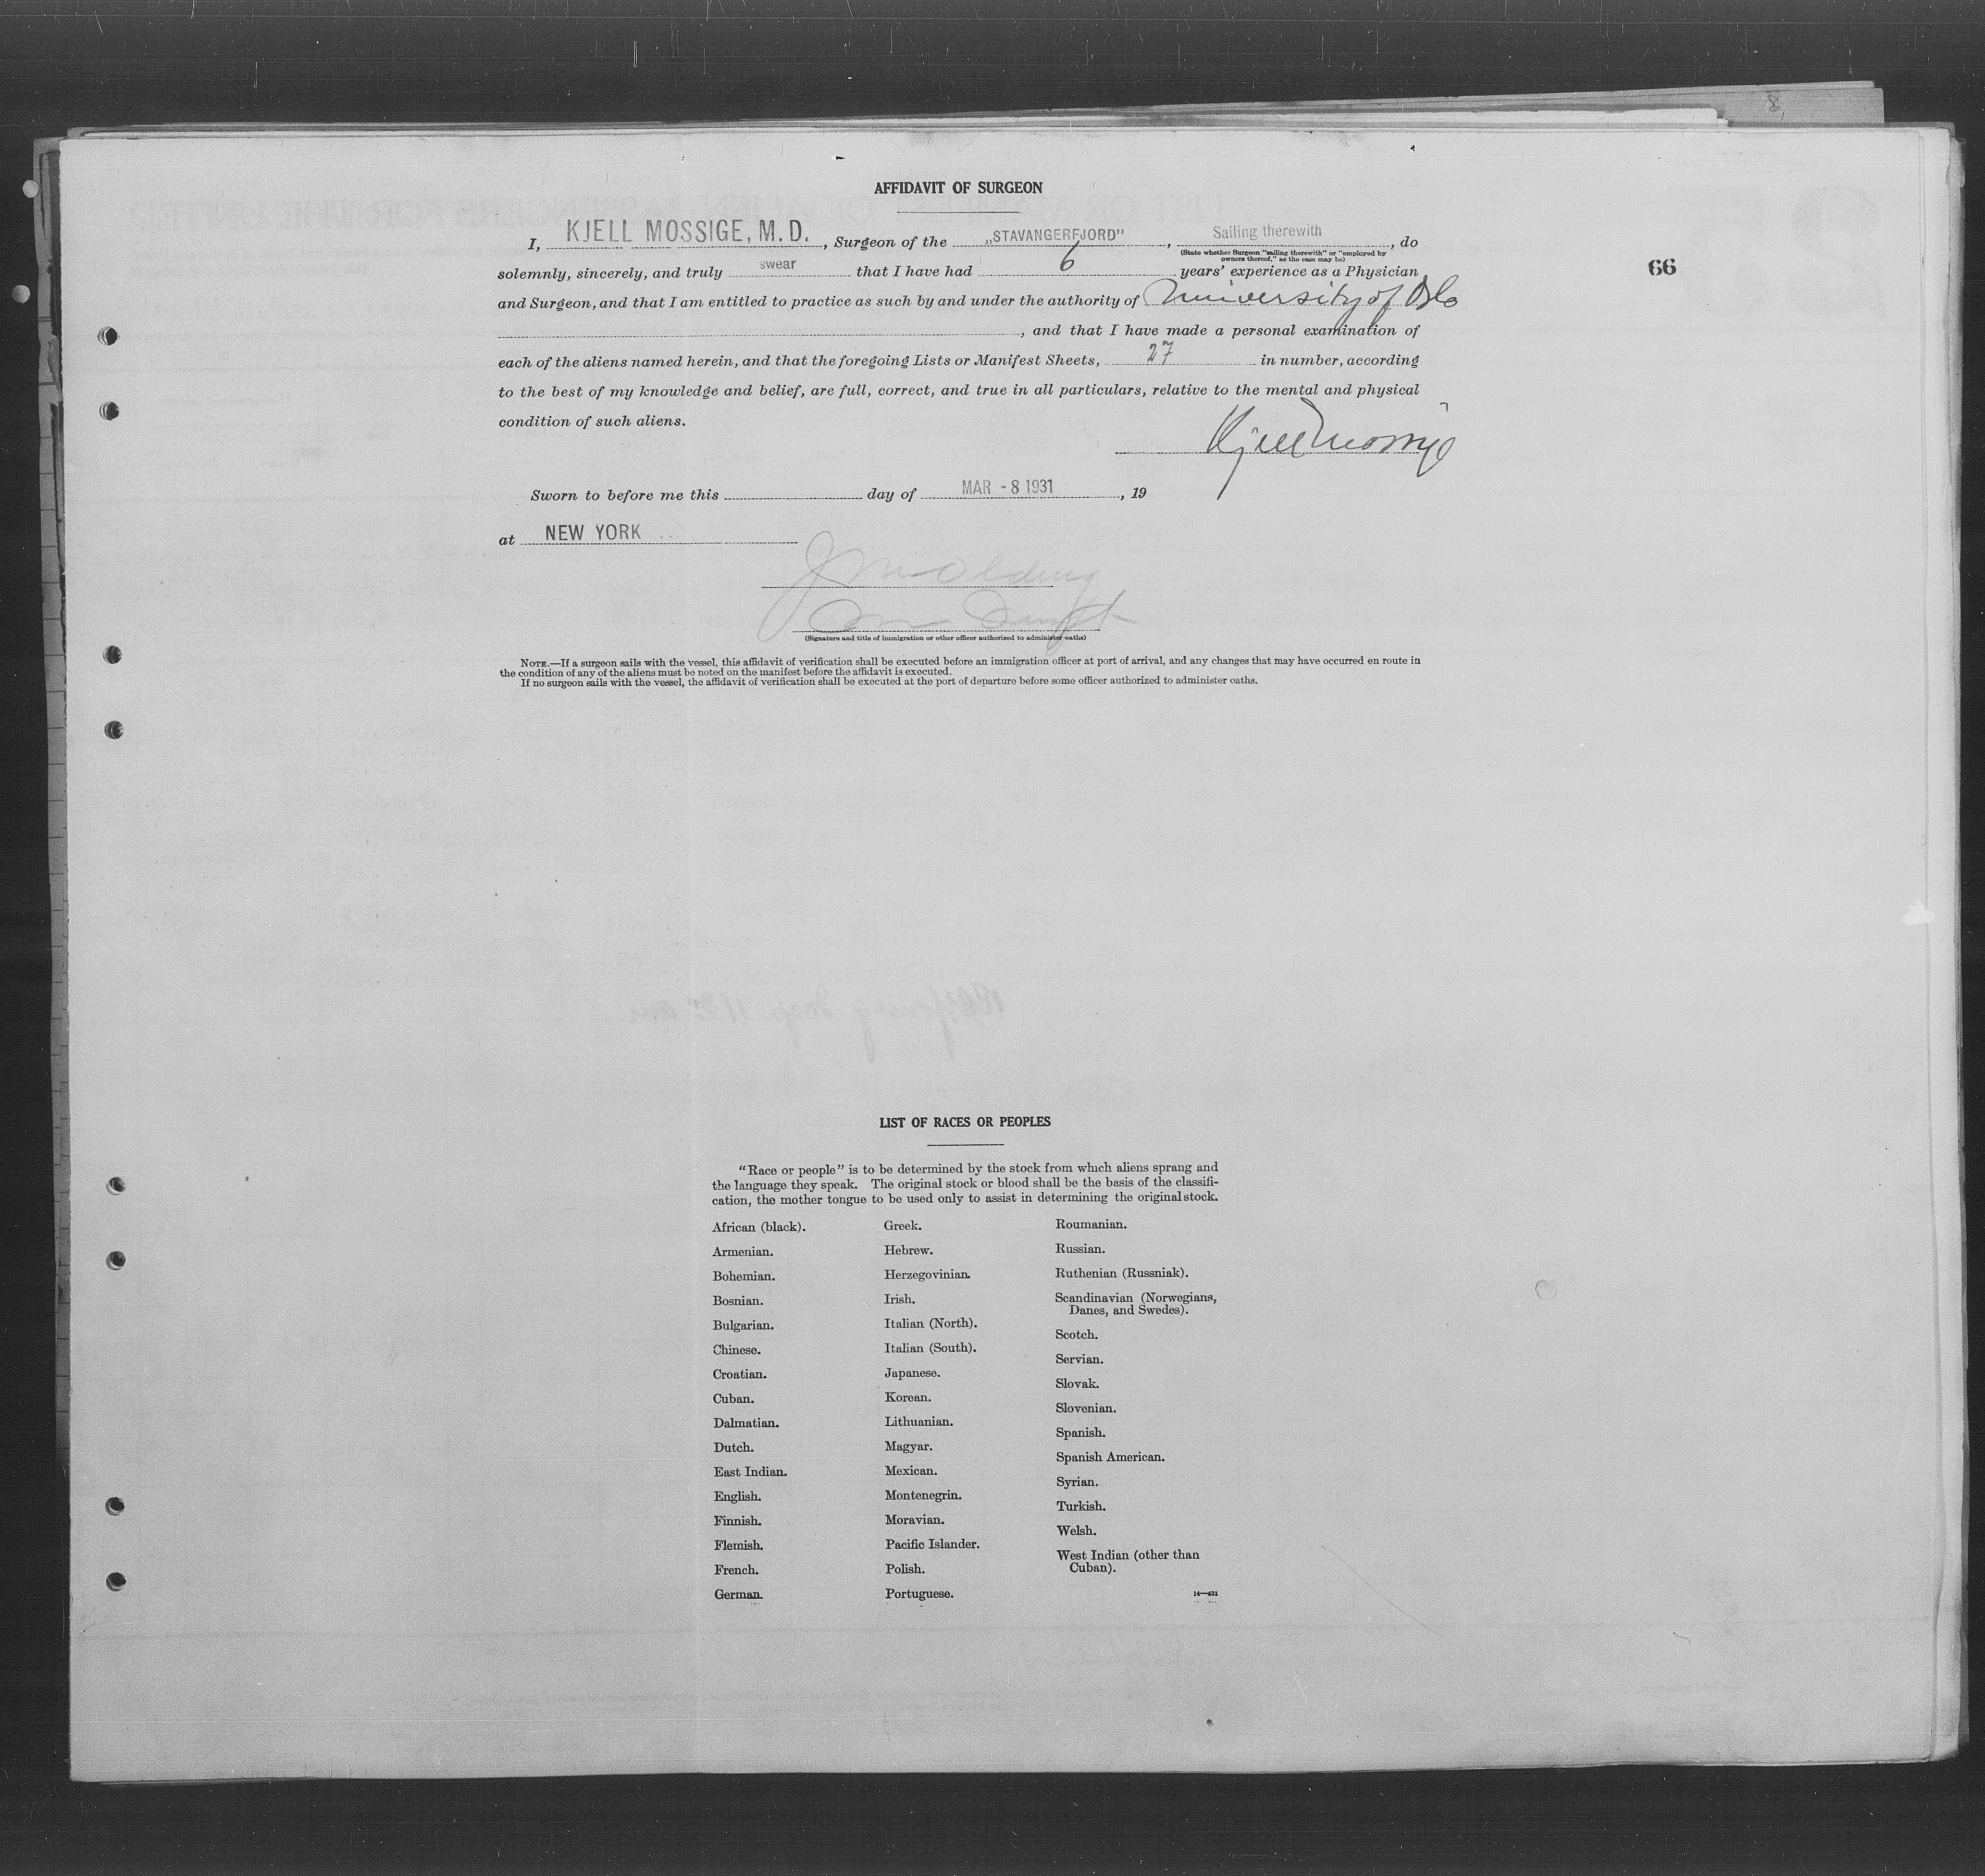 AFFIDAVIT OF SURGEON
I, KJELL MOSSIGE, M.D., Surgeon of the „STAVANGERFJORD”, Sailing therewith, do
(State whether Surgeon "sailing therewith" or "employed by
owners thereof," as the case may be)
solemnly, sincerely, and truly swear that I have had 6 years' experience as a Physician
66
and Surgeon, and that I am entitled to practice as such by and under the authority of University of Oslo
, and that I have made a personal examination of
each of the aliens named herein, and that the foregoing Lists or Manifest Sheets, 27 in number, according
to the best of my knowledge and belief, are full, correct, and true in all particulars, relative to the mental and physical
condition of such aliens.
Kjell Mossige
Sworn to before me this day of MAR - 8 1931, 19
at NEW YORK
(Signature and title of immigration or other officer authorized to administer oaths)
NOTE.—If a surgeon sails with the vessel, this affidavit of verification shall be executed before an immigration officer at port of arrival, and any changes that may have occurred en route in
the condition of any of the aliens must be noted on the manifest before the affidavit is executed.
If no surgeon sails with the vessel, the affidavit of verification shall be executed at the port of departure before some officer authorized to administer oaths.
LIST OF RACES OR PEOPLES
"Race or people" is to be determined by the stock from which aliens sprang and
the language they speak. The original stock or blood shall be the basis of the classifi-
cation, the mother tongue to be used only to assist in determining the original stock.
African (black).
Armenian.
Bohemian.
Bosnian.
Bulgarian.
Chinese.
Croatian.
Cuban.
Dalmatian.
Dutch.
East Indian.
English.
Finnish.
Flemish.
French.
German.
Greek.
Hebrew.
Herzegovinian.
Irish.
Italian (North).
Italian (South).
Japanese.
Korean.
Lithuanian.
Magyar.
Mexican.
Montenegrin.
Moravian.
Pacific Islander.
Polish.
Portuguese.
Roumanian.
Russian.
Ruthenian (Russniak).
Scandinavian (Norwegians,
Danes, and Swedes).
Scotch.
Servian.
Slovak.
Slovenian.
Spanish.
Spanish American.
Syrian.
Turkish.
Welsh.
West Indian (other than
Cuban).